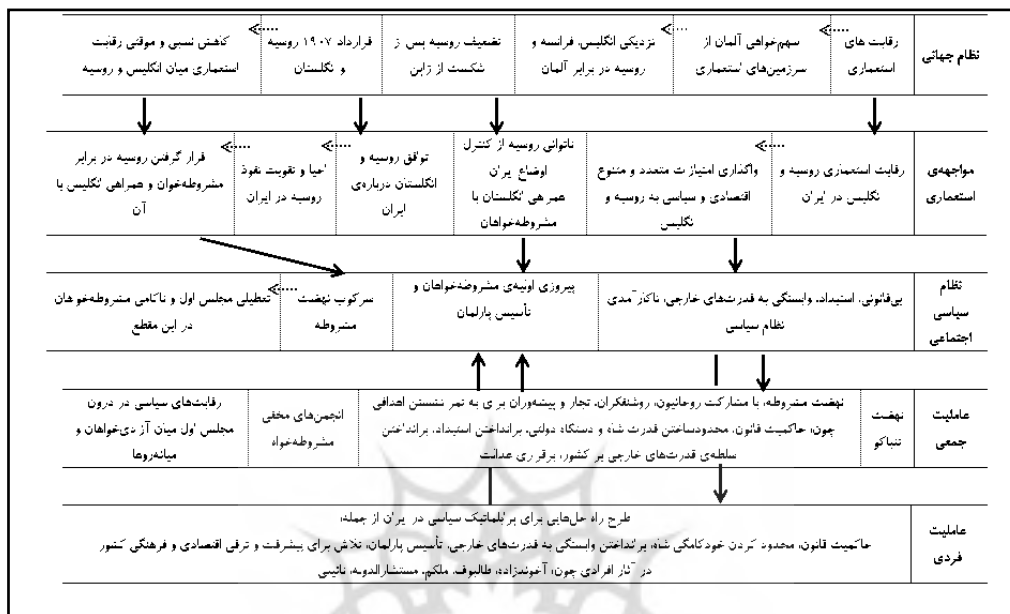 نظام جهانی
رقابت های
استعماری
سهم‌خواهی آلمان از
سرزمین‌های استعماری
نزدیکی انگلیس، فرانسه و
روسیه در برابر آلمان
تضعیف روسیه پس از
شکست از ژاپن
قرارداد ۱۹۰۷ روسیه
و نگلستان
کاهش نسبی و موقتی رقابت
استعماری میان انگلیس و روسیه
مواجهه‌ی
استعماری
رقابت استعماری روسیه و
نگلیس در ایران
واگذاری امتیازات متعدد و متنوع
اقتصادی و سیاسی به روسیه و
نگلیس
ناتوانی روسیه از کنترل
اوضاع ایران
همراهی نگلستان با
مشروطه‌خواهان
توافق روسیه و
انگلستان درباره‌ی
ایران
احیا و تقویت نفوذ
روسیه در ایران
قرار گرفتن روسیه در برابر
مشروطه‌خوان و همراهی نگلیس با
آن
نظام
سیاسی
اجتماعی
بی‌قانونی، استبداد، وابستگی به قدرت‌های خارجی، ناکارآمدی
نظام سیاسی
پیروزی اولیه‌ی مشروطه‌خواهان و
تأسیس پارلمان
سرکوب نهضت
مشروطه
تعطیلی مجلس اول و ناکامی مشروطه‌خواهان
در این مقطع
عاملیت
جمعی
نهضت
تنباکو
نهضت مشروطه، با مشارکت روحانیون، روشنفکران، تجار و پیشه‌وران برای به ثمر نشستن اهدافی
چون، حاکمیت قانون، محدودساختن قدرت شاه و دستگاه دولتی، برانداختن استبداد، برانداختن
سلطه‌ی قدرت‌های خارجی بر کشور، برقراری عدالت
انجمن‌های مخفی
مشروطه‌خواه
رقابت‌های سیاسی در درون
مجلس اول میان آزادی‌خواهان و
میانه‌روها
عاملیت
فردی
طرح راه حل‌هایی برای پرابلماتیک سیاسی در ایران از جمله،
حاکمیت قانون، محدود کردن خودکامگی شاه، برانداختن وابستگی به قدرت‌های خارجی، تأسیس پارلمان، تلاش برای پیشرفت و ترقی اقتصادی و فرهنگی کشور
در آثار افرادی چون، آخوندزاده، طالبوف، ملکم، مستشارالدوله، نائینی